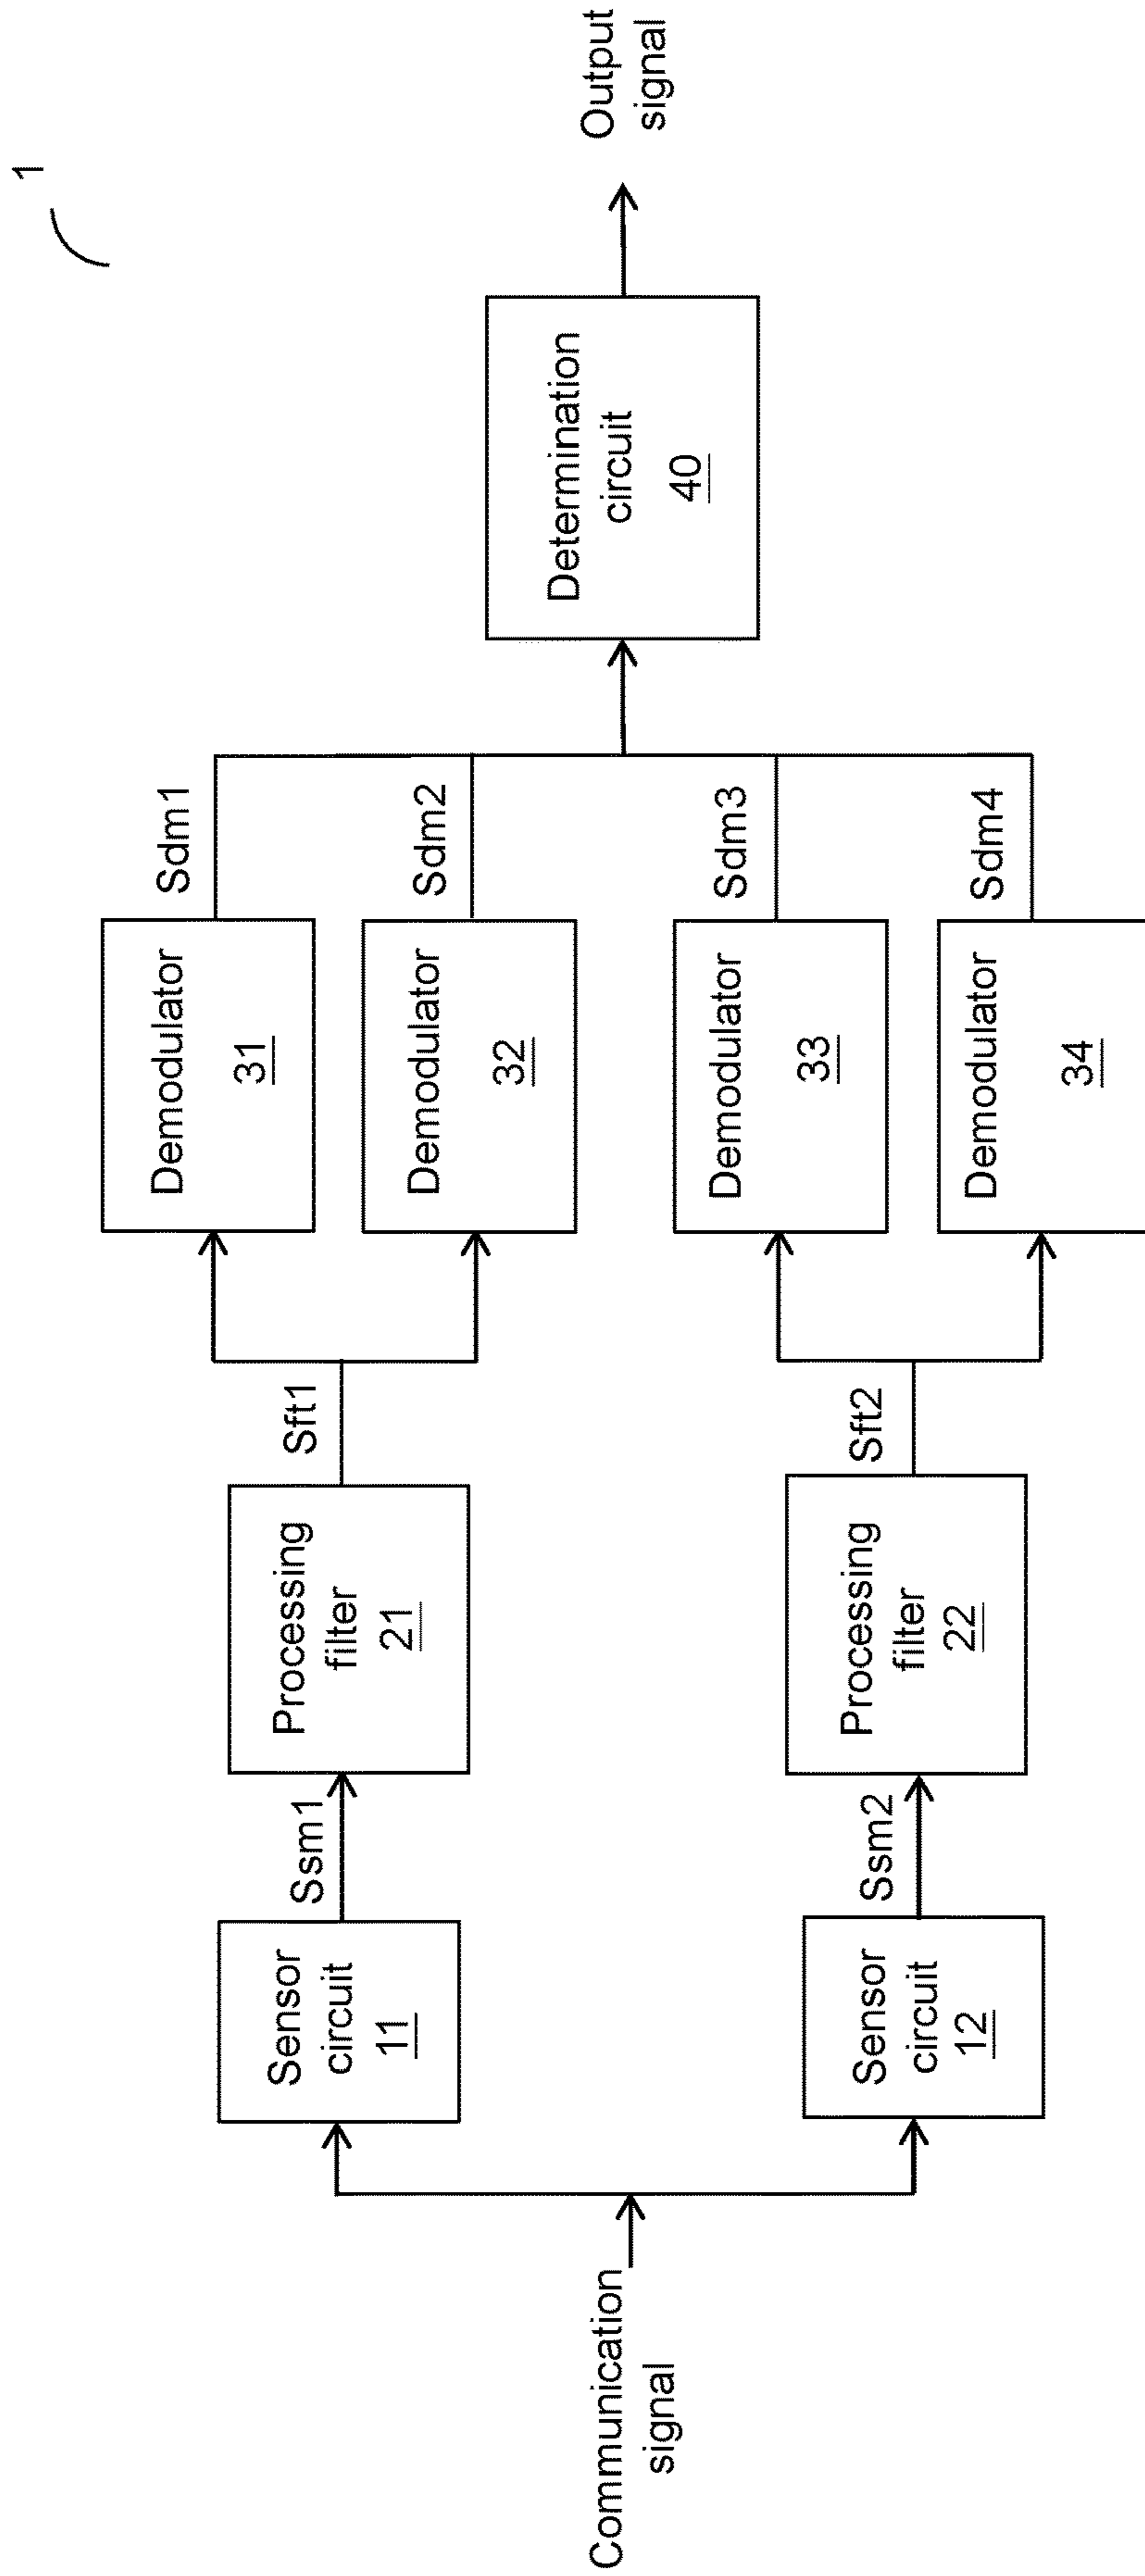 1
Communication
signal
Sensor
circuit
11
Ssm1
Processing
filter
21
Sft1
Demodulator
31
Sdm1
Demodulator
32
Sdm2
Sensor
circuit
12
Ssm2
Processing
filter
22
Sft2
Demodulator
33
Sdm3
Demodulator
34
Sdm4
Determination
circuit
40
Output
signal